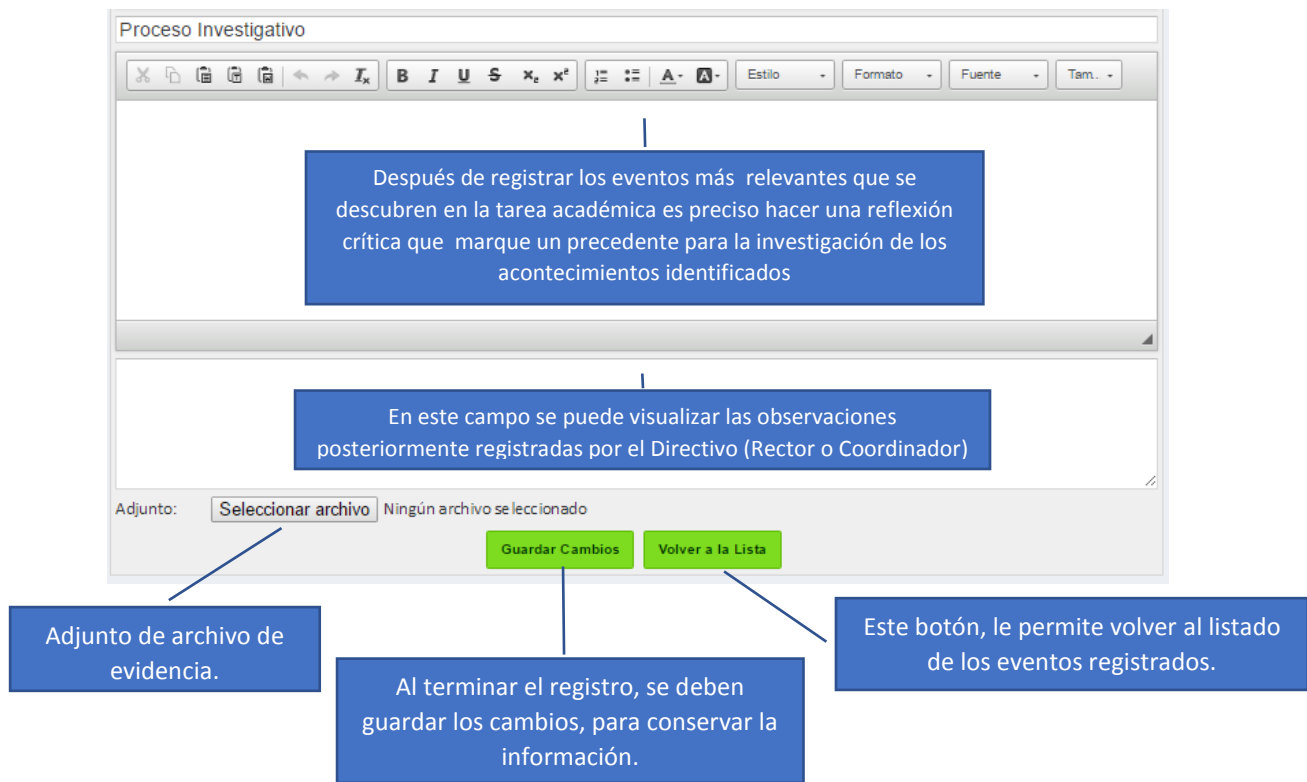 Proceso Investigativo
B I U S x₂ x² A A Estilo Formato Fuente Tam..
Después de registrar los eventos más relevantes que se
descubren en la tarea académica es preciso hacer una reflexión
crítica que marque un precedente para la investigación de los
acontecimientos identificados
En este campo se puede visualizar las observaciones
posteriormente registradas por el Directivo (Rector o Coordinador)
Adjunto: Seleccionar archivo Ningún archivo seleccionado
Guardar Cambios Volver a la Lista
Adjunto de archivo de
evidencia.
Al terminar el registro, se deben
guardar los cambios, para conservar la
información.
Este botón, le permite volver al listado
de los eventos registrados.